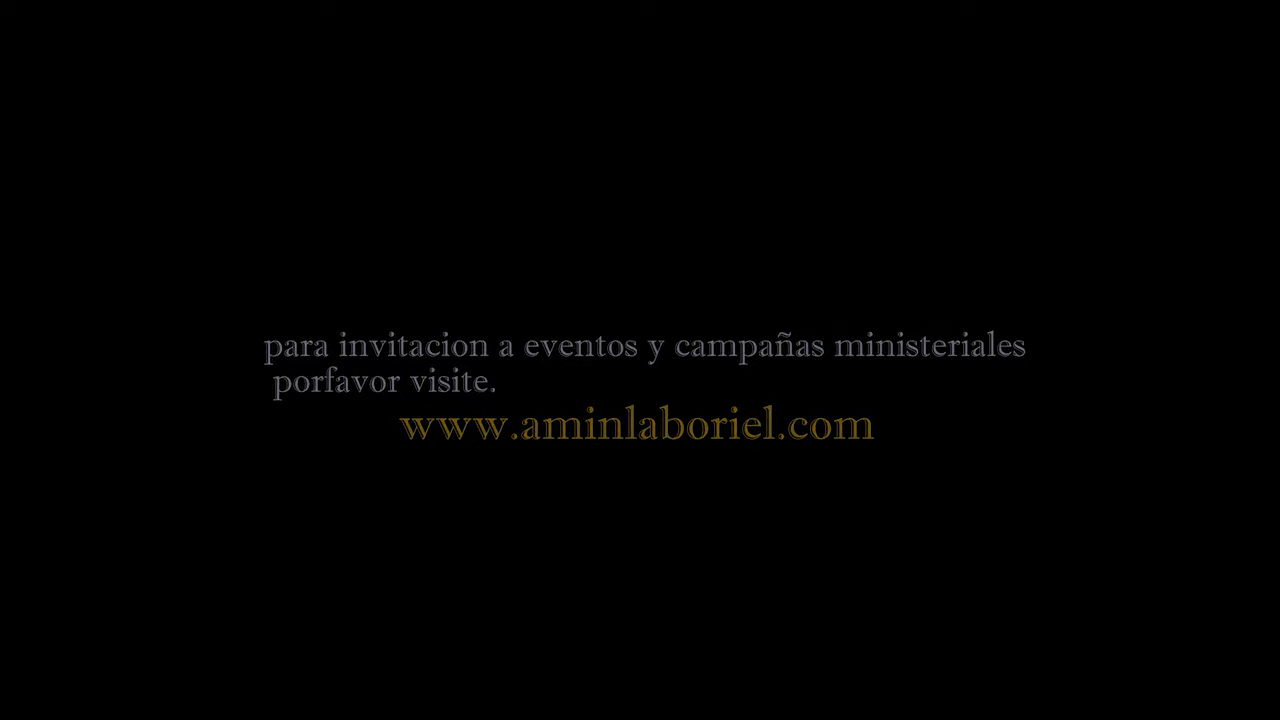 para invitacion a eventos y campañas ministeriales
porfavor visite.
www.aminlaboriel.com